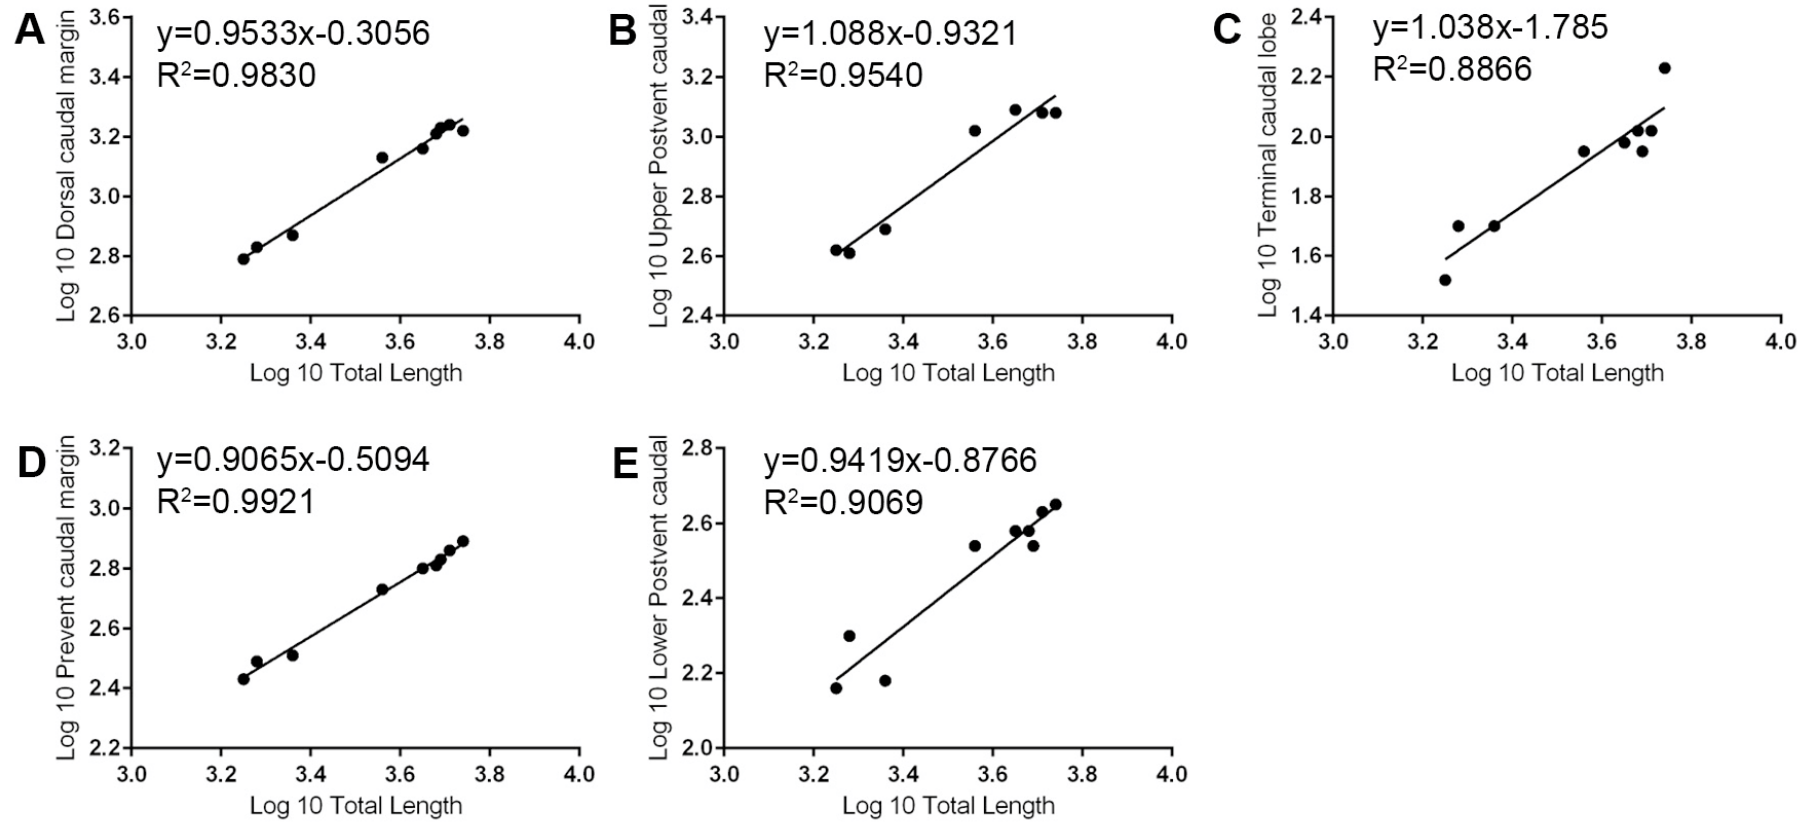 A
y=0.9533x-0.3056
R²=0.9830
Log 10 Dorsal caudal margin
3.6
3.4
3.2
3.0
2.8
2.6
3.0 3.2 3.4 3.6 3.8 4.0
Log 10 Total Length
B
y=1.088x-0.9321
R²=0.9540
Log 10 Upper Postvent caudal
3.4
3.2
3.0
2.8
2.6
2.4
3.0 3.2 3.4 3.6 3.8 4.0
Log 10 Total Length
C
y=1.038x-1.785
R²=0.8866
Log 10 Terminal caudal lobe
2.4
2.2
2.0
1.8
1.6
1.4
3.0 3.2 3.4 3.6 3.8 4.0
Log 10 Total Length
D
y=0.9065x-0.5094
R²=0.9921
Log 10 Prevent caudal margin
3.2
3.0
2.8
2.6
2.4
2.2
3.0 3.2 3.4 3.6 3.8 4.0
Log 10 Total Length
E
y=0.9419x-0.8766
R²=0.9069
Log 10 Lower Postvent caudal
2.8
2.6
2.4
2.2
2.0
3.0 3.2 3.4 3.6 3.8 4.0
Log 10 Total Length